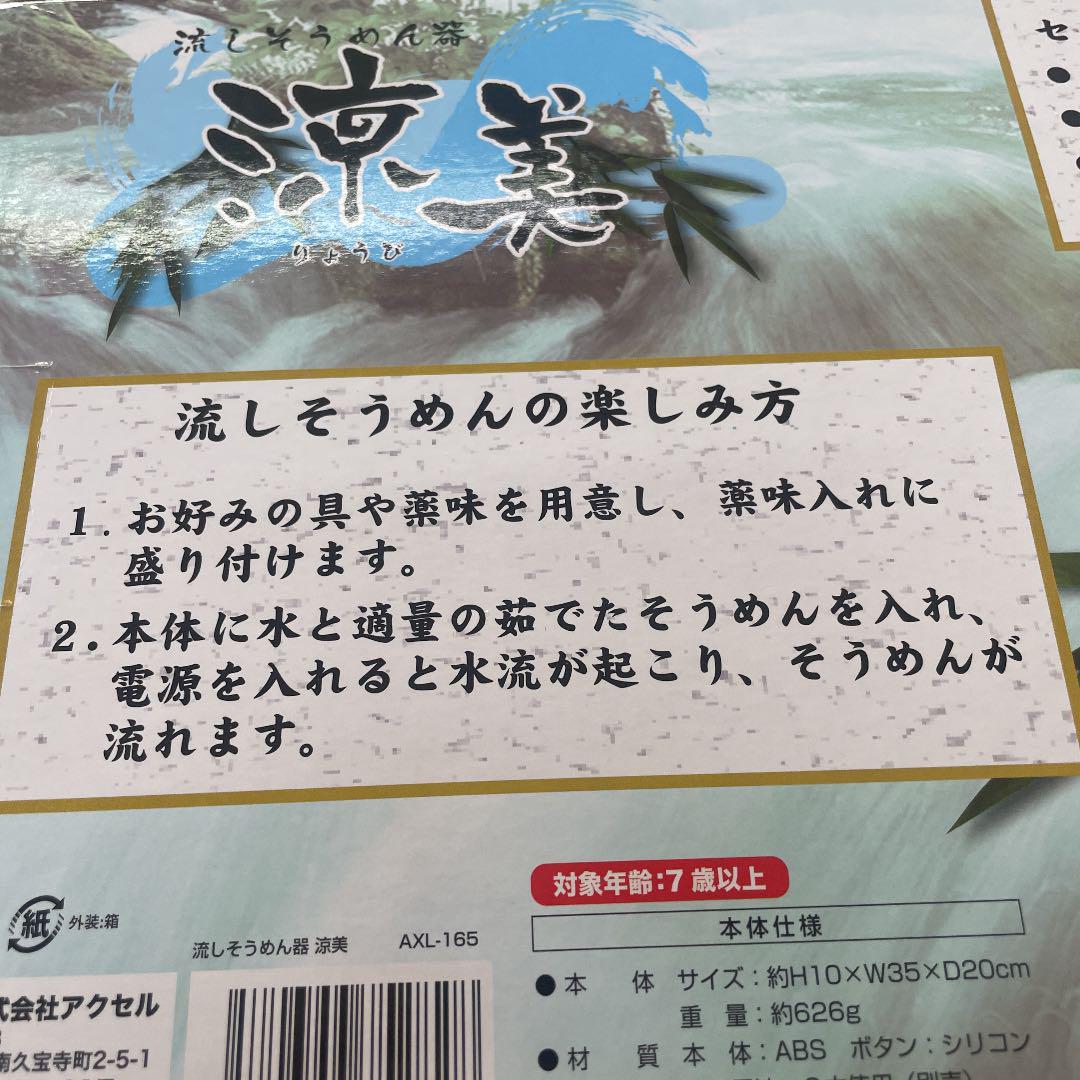 流しそうめん器
涼美
りょうび
セ
流しそうめんの楽しみ方
1. お好みの具や薬味を用意し、薬味入れに
盛り付けます。
2. 本体に水と適量の茹でたそうめんを入れ、
電源を入れると水流が起こり、そうめんが
流れます。
対象年齢:7歳以上
本体仕様
● 本 体 サイズ:約H10×W35×D20cm
重 量:約626g
● 材 質 本 体:ABS ボタン:シリコン
紙 外装:箱
流しそうめん器 涼美 AXL-165
式会社アクセル
南久宝寺町2-5-1